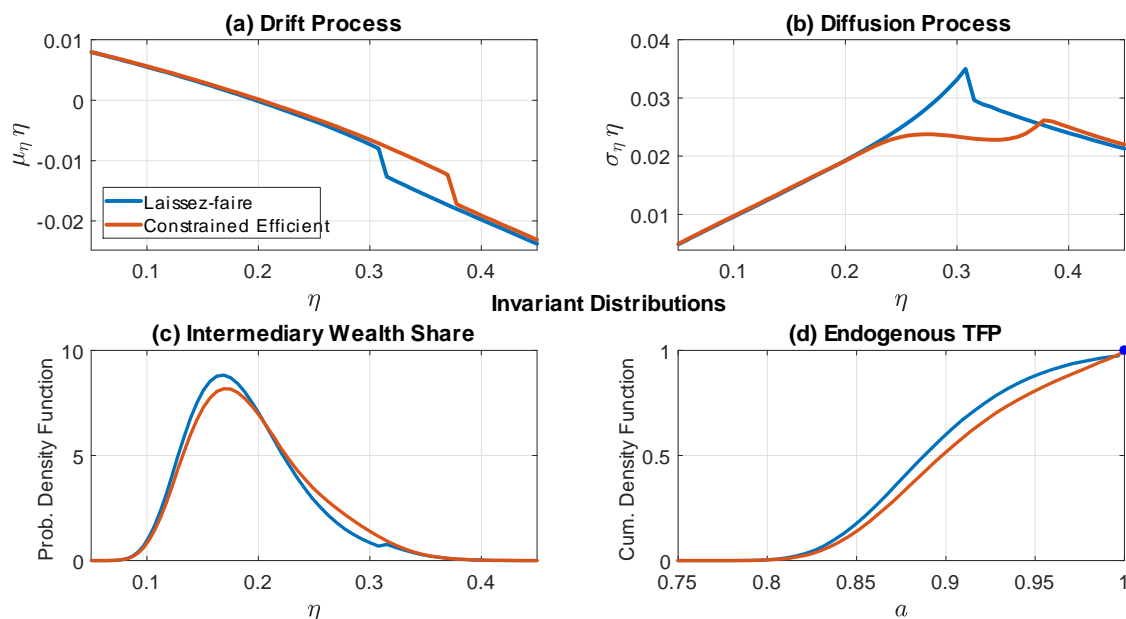 (a) Drift Process
0.01
0
-0.01
-0.02
μ_η η
Laissez-faire
Constrained Efficient
0.1 0.2 0.3 0.4
η
(b) Diffusion Process
0.04
0.03
0.02
0.01
σ_η η
0.1 0.2 0.3 0.4
η
Invariant Distributions
(c) Intermediary Wealth Share
10
5
0
Prob. Density Function
0.1 0.2 0.3 0.4
η
(d) Endogenous TFP
1
0.5
0
Cum. Density Function
0.75 0.8 0.85 0.9 0.95 1
a